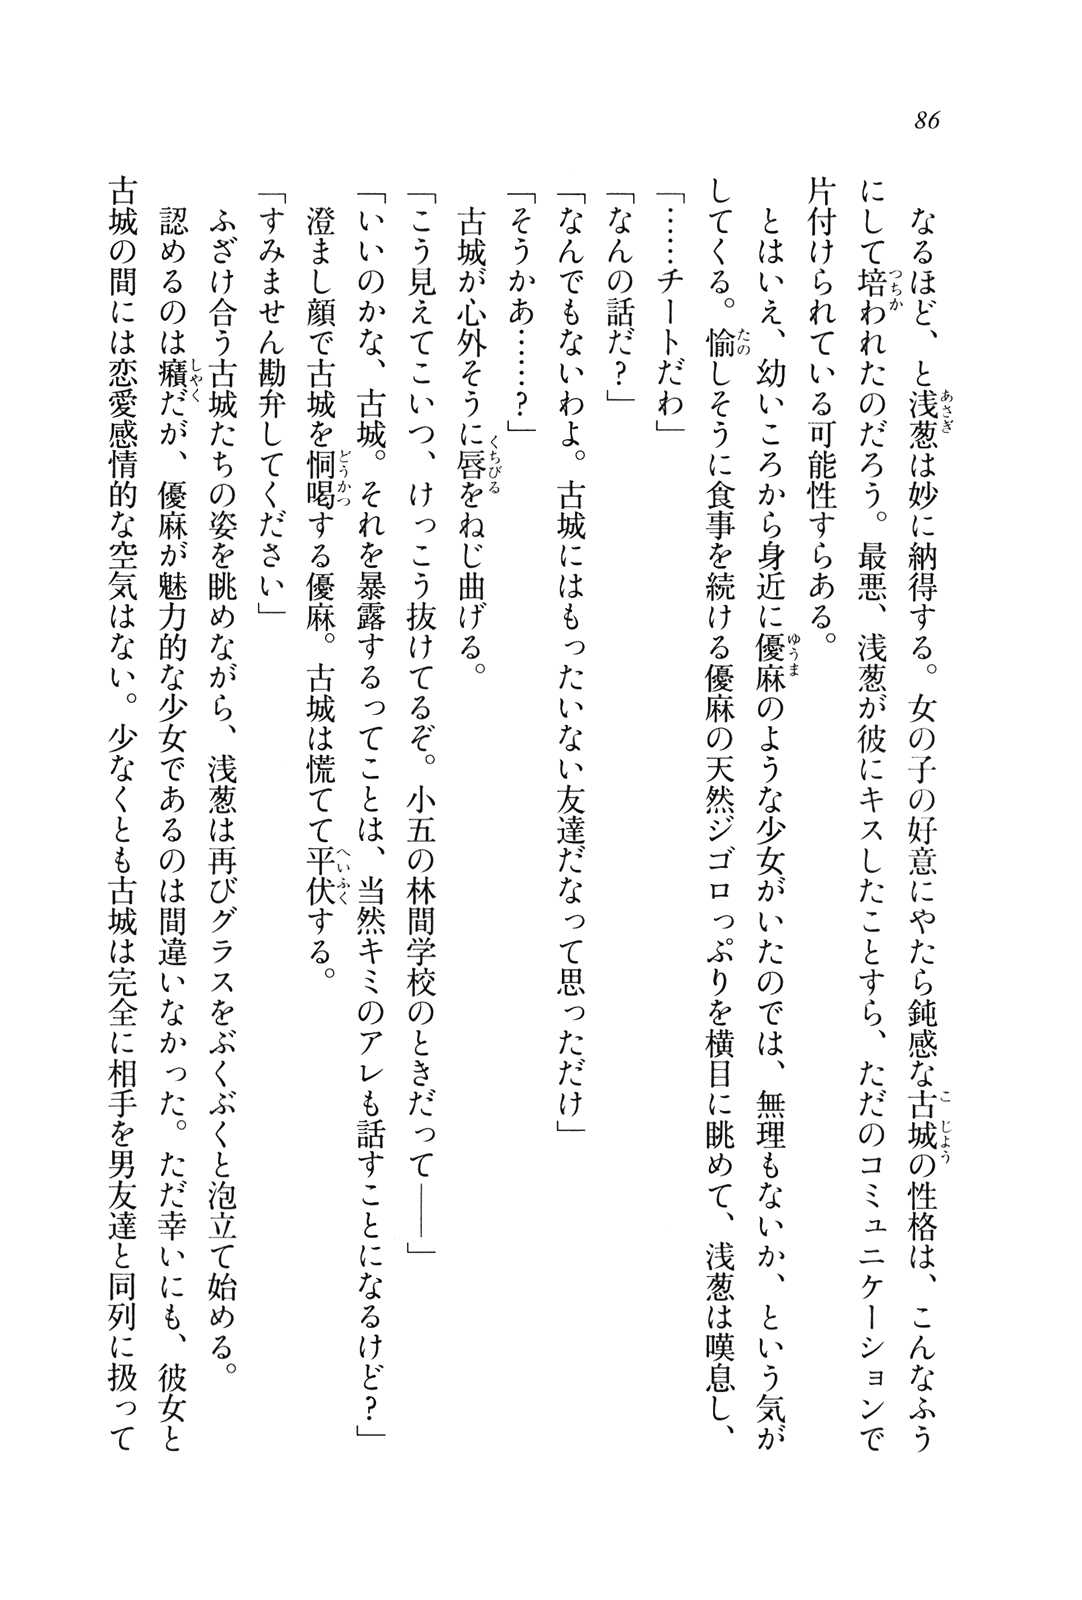 86
なるほど、と浅葱は妙に納得する。女の子の好意にやたら鈍感な古城の性格は、こんなふう
にして培われたのだろう。最悪、浅葱が彼にキスしたことすら、ただのコミュニケーションで
片付けられている可能性すらある。
とはいえ、幼いころから身近に優麻のような少女がいたのでは、無理もないか、という気が
してくる。愉しそうに食事を続ける優麻の天然ジゴロっぷりを横目に眺めて、浅葱は嘆息し、
「……チートだわ」
「なんの話だ？」
「なんでもないわよ。古城にはもったいない友達だなって思っただけ」
「そうかあ……？」
古城が心外そうに唇をねじ曲げる。
「こう見えてこいつ、けっこう抜けてるぞ。小五の林間学校のときだって――」
「いいのかな、古城。それを暴露するってことは、当然キミのアレも話すことになるけど？」
澄まし顔で古城を恫喝する優麻。古城は慌てて平伏する。
「すみません勘弁してください」
ふざけ合う古城たちの姿を眺めながら、浅葱は再びグラスをぶくぶくと泡立て始める。
認めるのは癪だが、優麻が魅力的な少女であるのは間違いなかった。ただ幸いにも、彼女と
古城の間には恋愛感情的な空気はない。少なくとも古城は完全に相手を男友達と同列に扱って